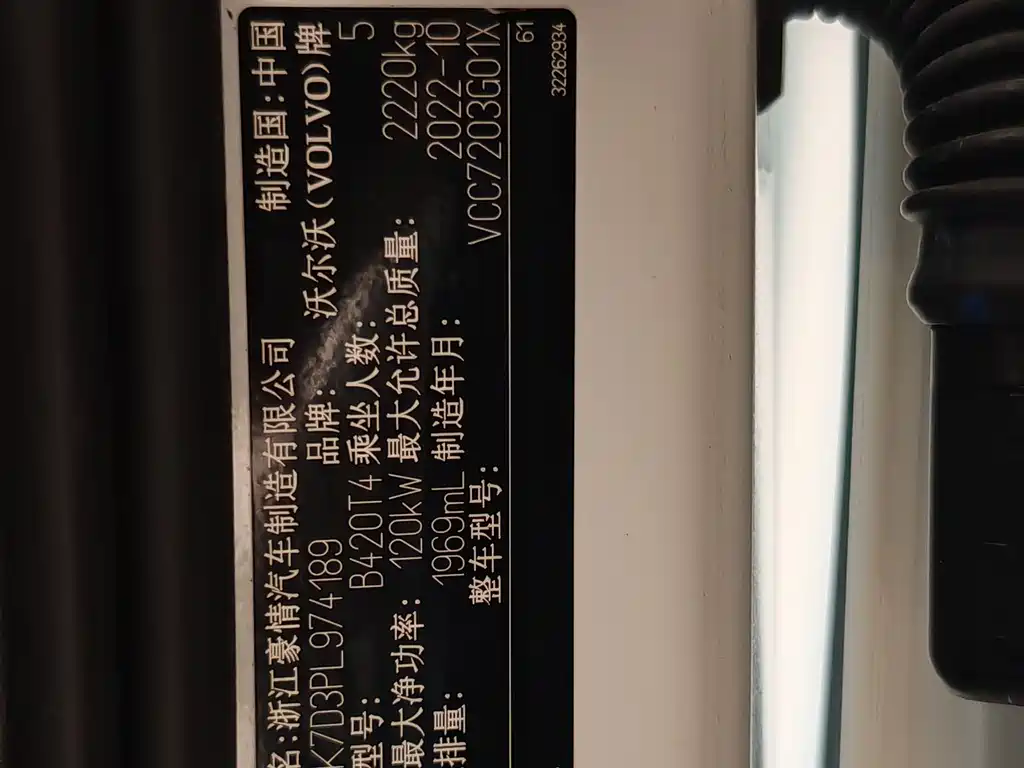 名:浙江豪情汽车制造有限公司 制造国:中国
K7D3PL974189 品牌: 沃尔沃(VOLVO)牌
型号: B420T4 乘坐人数: 5
最大净功率: 120kW 最大允许总质量: 2220kg
排量: 1969mL 制造年月: 2022-10
整车型号: VCC7203G01X
61
32262934